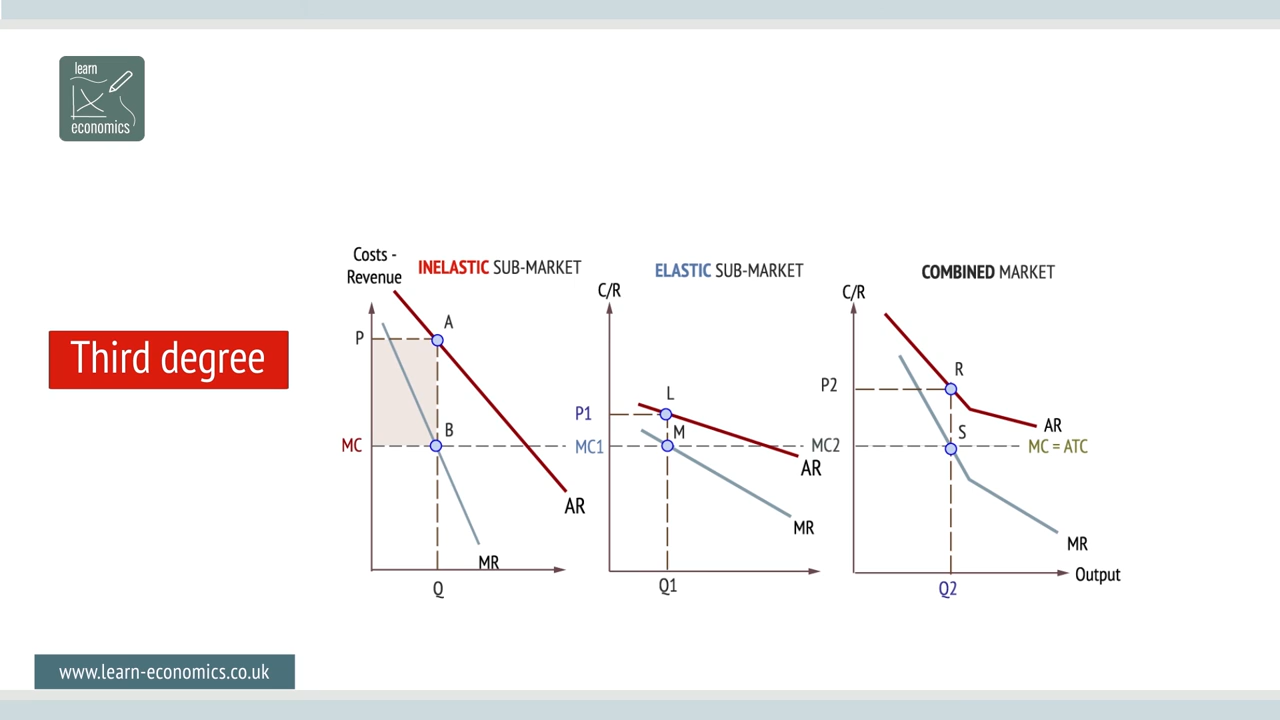 learn
economics
Third degree
Costs -
Revenue
INELASTIC SUB-MARKET
P
A
MC
B
AR
MR
Q
ELASTIC SUB-MARKET
C/R
L
P1
M
MC1
AR
MR
Q1
COMBINED MARKET
C/R
R
P2
AR
S
MC2
MC = ATC
MR
Output
Q2
www.learn-economics.co.uk